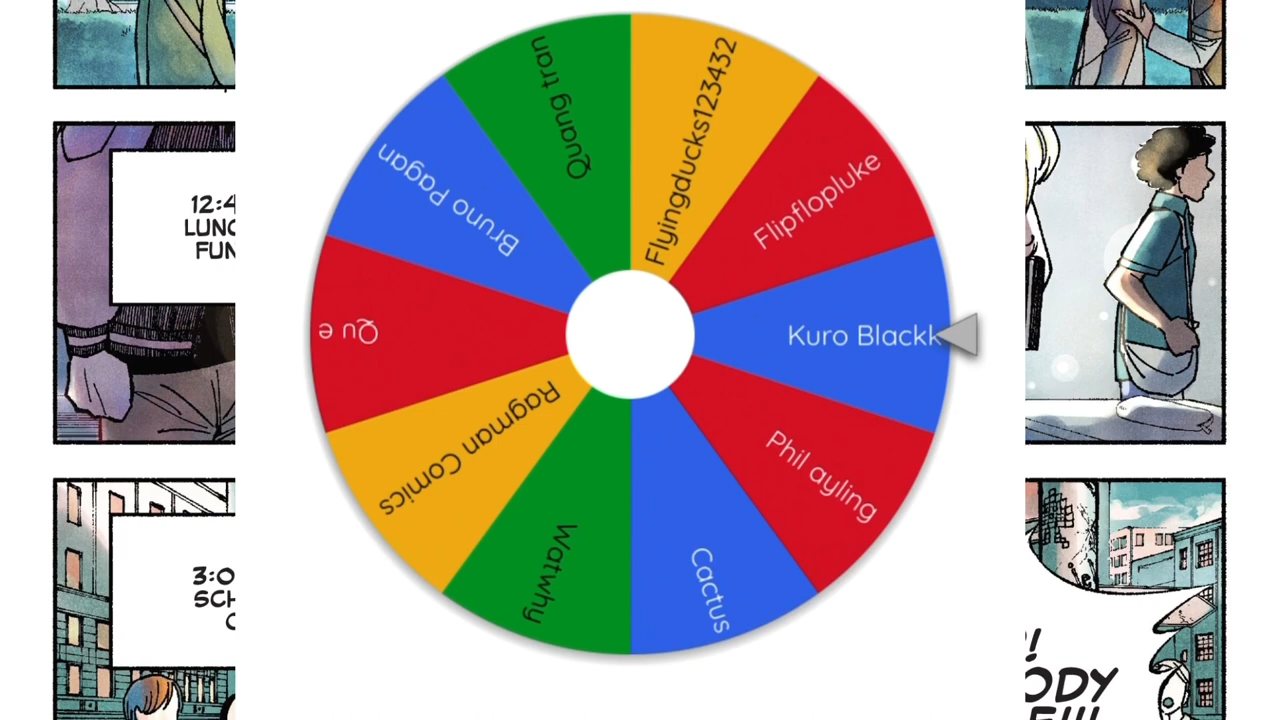 Quang tran
Flyingducks123432
Bruno Pagan
Flipflopluke
Qu e
Kuro Blackk
Ragman Comics
Phil ayling
Watwhy
Cactus
12:4
LUNC
FUN
3:0
SCH
ODY